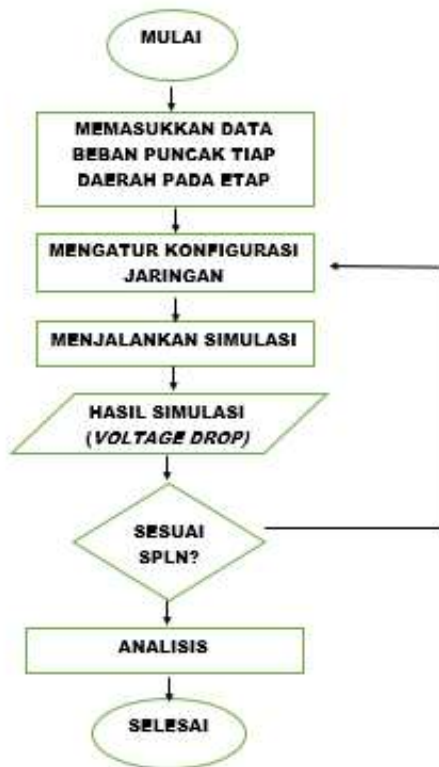 MULAI
MEMASUKKAN DATA
BEBAN PUNCAK TIAP
DAERAH PADA ETAP
MENGATUR KONFIGURASI
JARINGAN
MENJALANKAN SIMULASI
HASIL SIMULASI
(VOLTAGE DROP)
SESUAI
SPLN?
ANALISIS
SELESAI